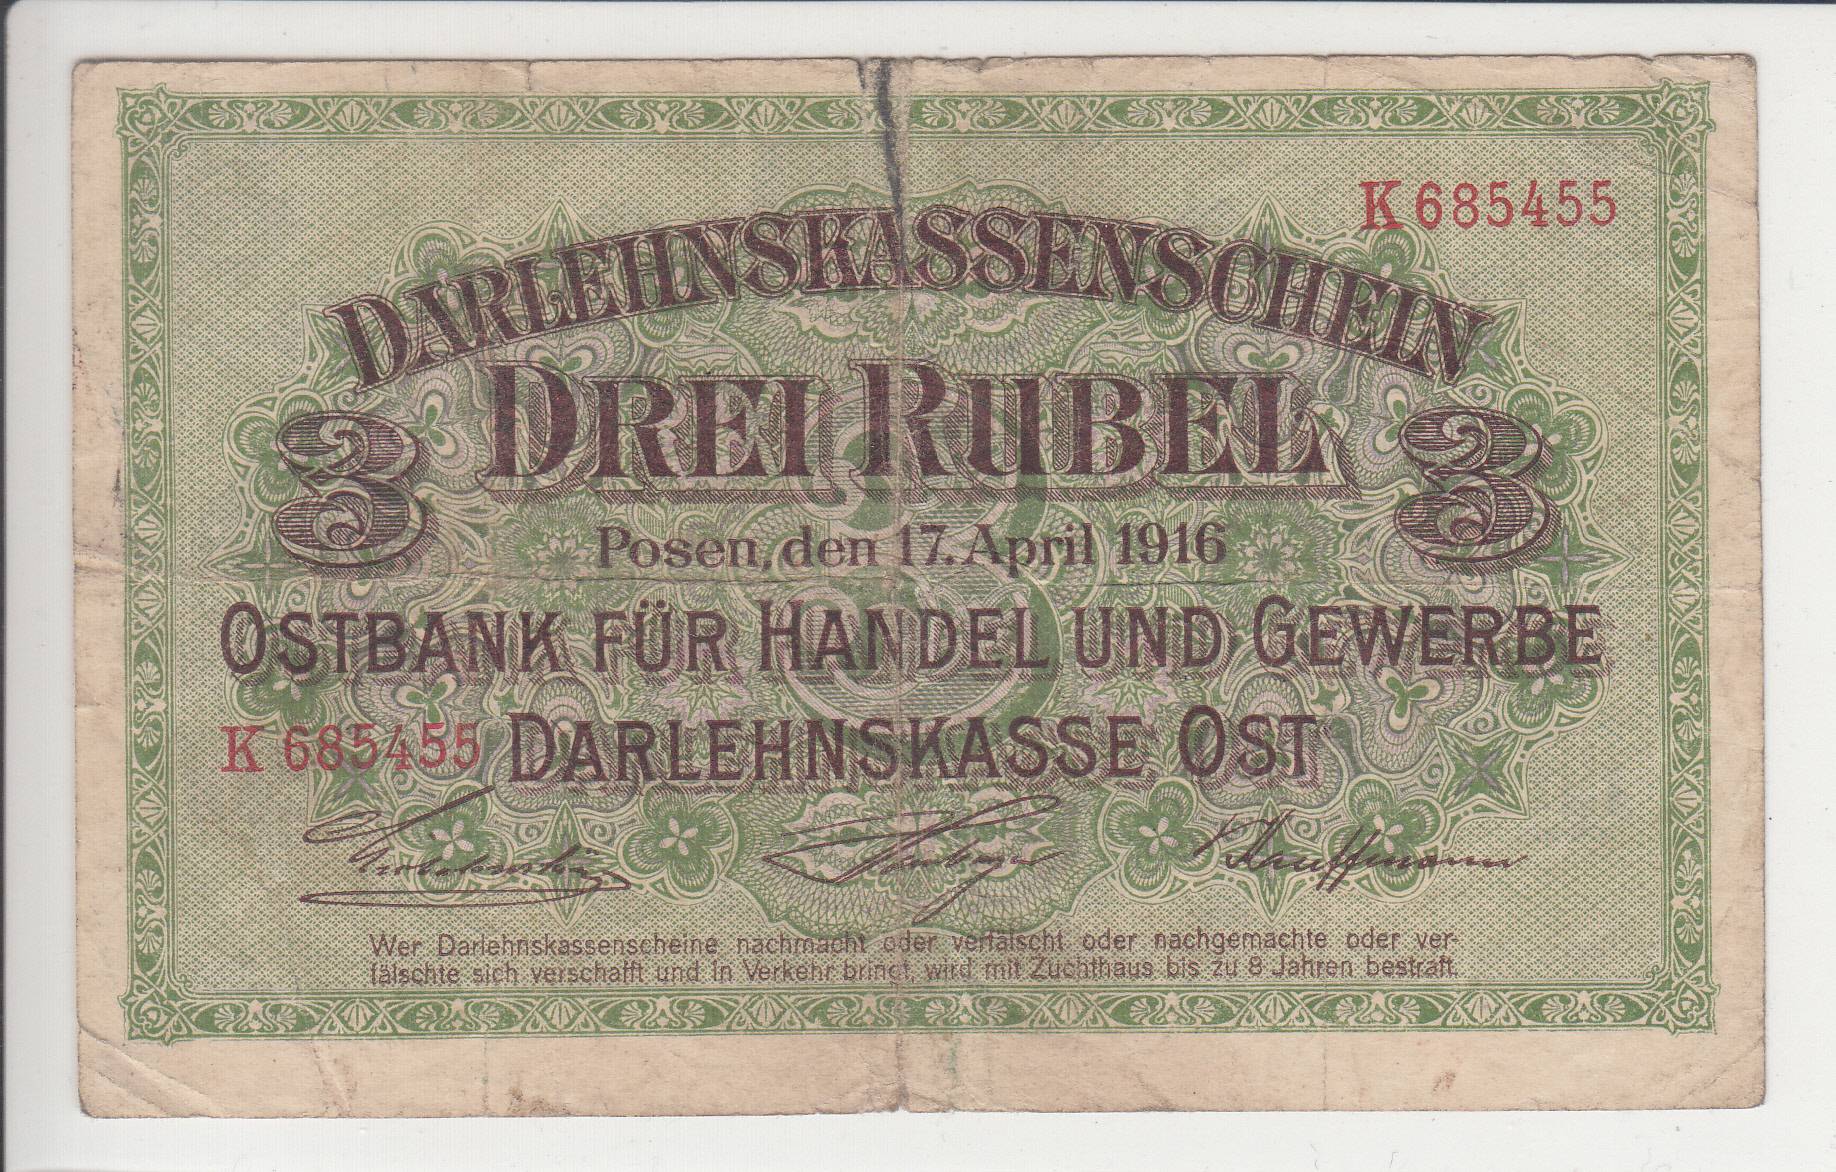 K 685455
DARLEHNSKASSENSCHEIN
3 DREI RUBEL 3
Posen, den 17. April 1916
OSTBANK FÜR HANDEL UND GEWERBE
K 685455 DARLEHNSKASSE OST
Kauffmann
Wer Darlehnskassenscheine nachmacht oder verfälscht oder nachgemachte oder ver-
fälschte sich verschafft und in Verkehr bringt, wird mit Zuchthaus bis zu 8 Jahren bestraft.